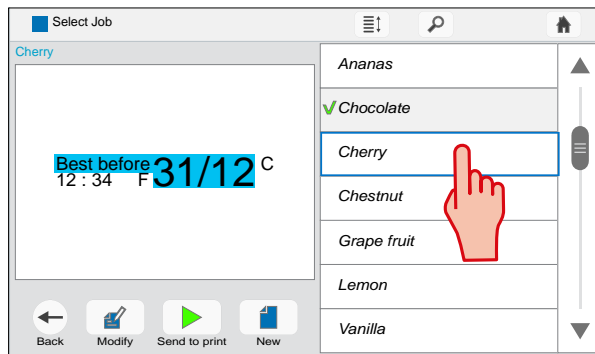 Select Job
Cherry
Best before 31/12 C
12 : 34 F
Back
Modify
Send to print
New
Ananas
Chocolate
Cherry
Chestnut
Grape fruit
Lemon
Vanilla